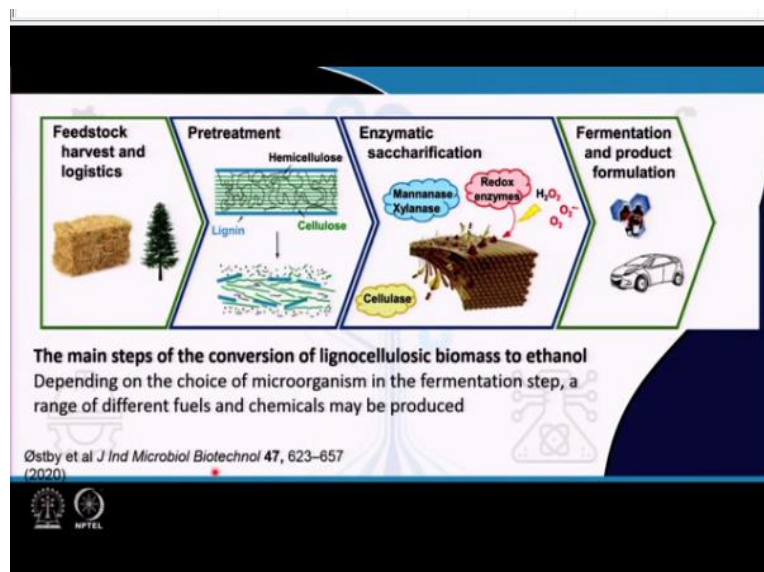 Feedstock
harvest and
logistics
Pretreatment
Hemicellulose
Lignin
Cellulose
Enzymatic
saccharification
Mannanase
Xylanase
Redox
enzymes
H₂O₂
O₂•−
O₂
Cellulase
Fermentation
and product
formulation
The main steps of the conversion of lignocellulosic biomass to ethanol
Depending on the choice of microorganism in the fermentation step, a
range of different fuels and chemicals may be produced
Østby et al J Ind Microbiol Biotechnol 47, 623–657
(2020)
NPTEL